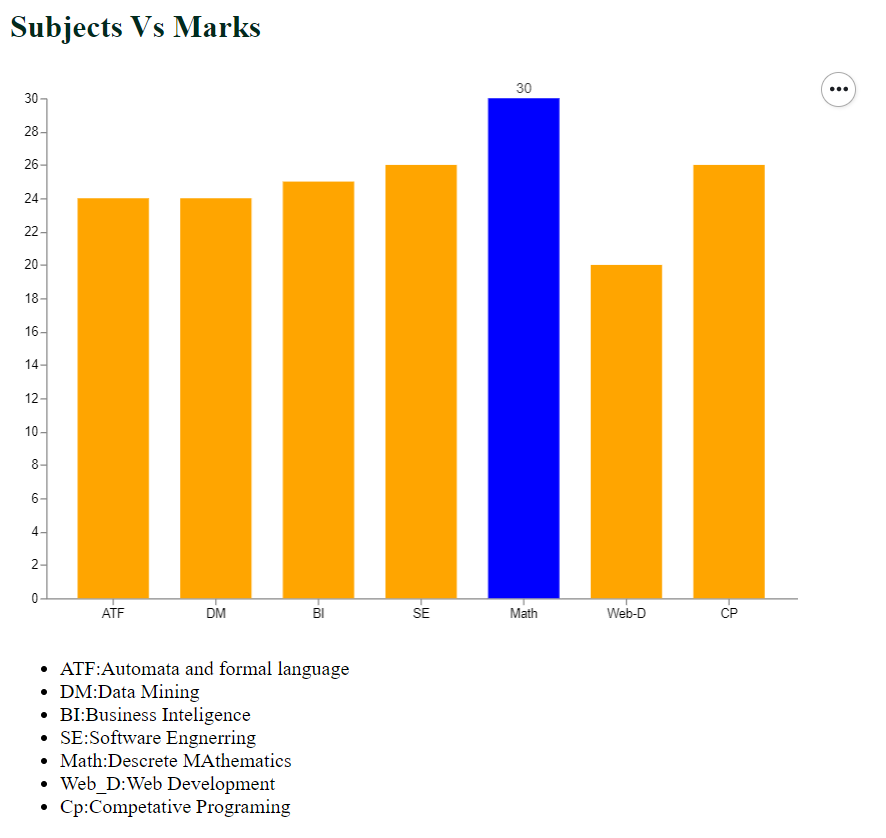 Subjects Vs Marks
30
30
28
26
24
22
20
18
16
14
12
10
8
6
4
2
0
ATF DM BI SE Math Web-D CP
• ATF:Automata and formal language
• DM:Data Mining
• BI:Business Inteligence
• SE:Software Engnerring
• Math:Descrete MAthematics
• Web_D:Web Development
• Cp:Competative Programing